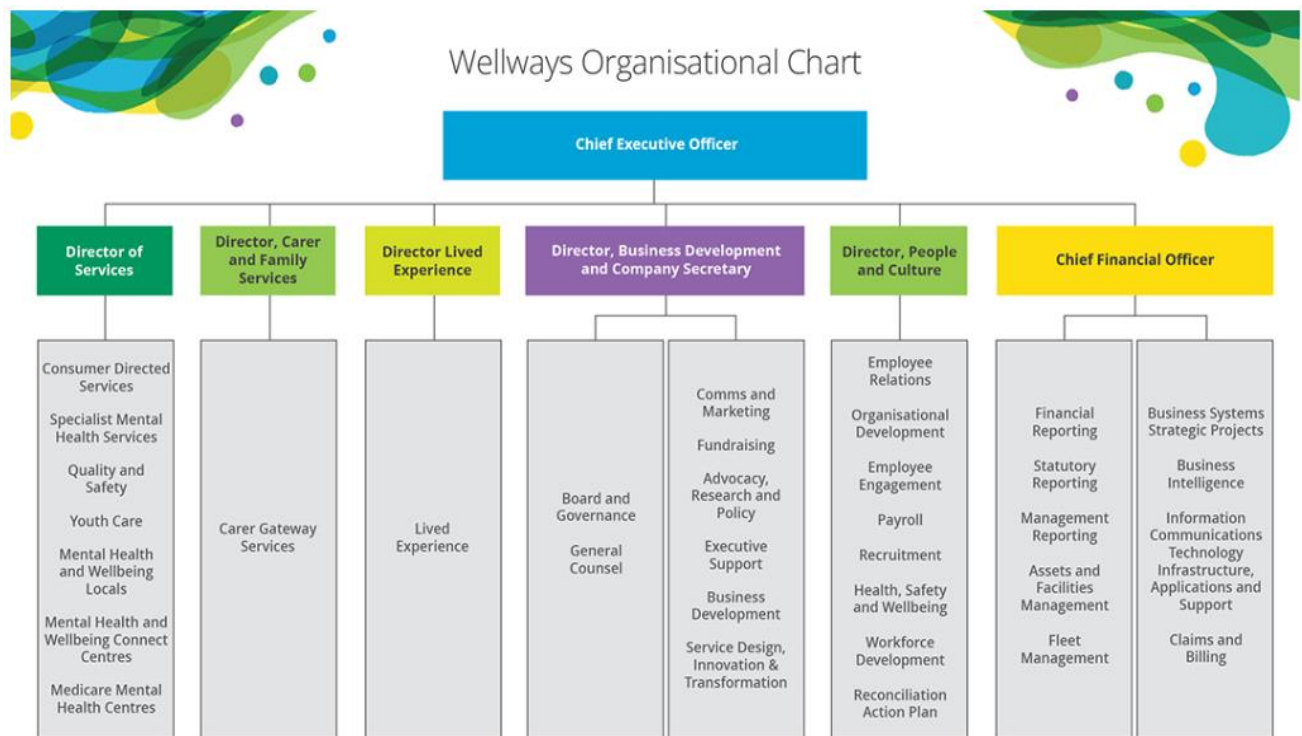 Wellways Organisational Chart
Chief Executive Officer
Director of
Services
Director, Carer
and Family
Services
Director Lived
Experience
Director, Business Development
and Company Secretary
Director, People
and Culture
Chief Financial Officer
Consumer Directed
Services
Specialist Mental
Health Services
Quality and
Safety
Youth Care
Mental Health
and Wellbeing
Locals
Mental Health and
Wellbeing Connect
Centres
Medicare Mental
Health Centres
Carer Gateway
Services
Lived
Experience
Board and
Governance
General
Counsel
Comms and
Marketing
Fundraising
Advocacy,
Research and
Policy
Executive
Support
Business
Development
Service Design,
Innovation &
Transformation
Employee
Relations
Organisational
Development
Employee
Engagement
Payroll
Recruitment
Health, Safety
and Wellbeing
Workforce
Development
Reconciliation
Action Plan
Financial
Reporting
Statutory
Reporting
Management
Reporting
Assets and
Facilities
Management
Fleet
Management
Business Systems
Strategic Projects
Business
Intelligence
Information
Communications
Technology
Infrastructure,
Applications and
Support
Claims and
Billing